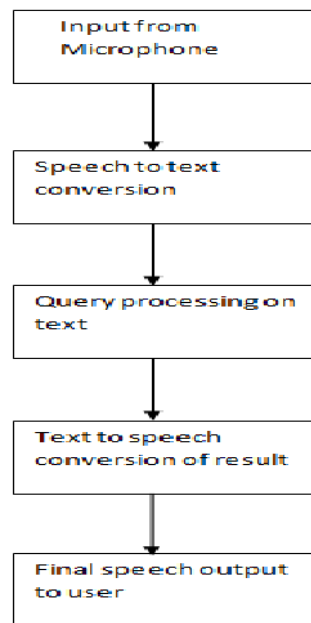 Input from
Microphone
Speech to text
conversion
Query processing on
text
Text to speech
conversion of result
Final speech output
to user